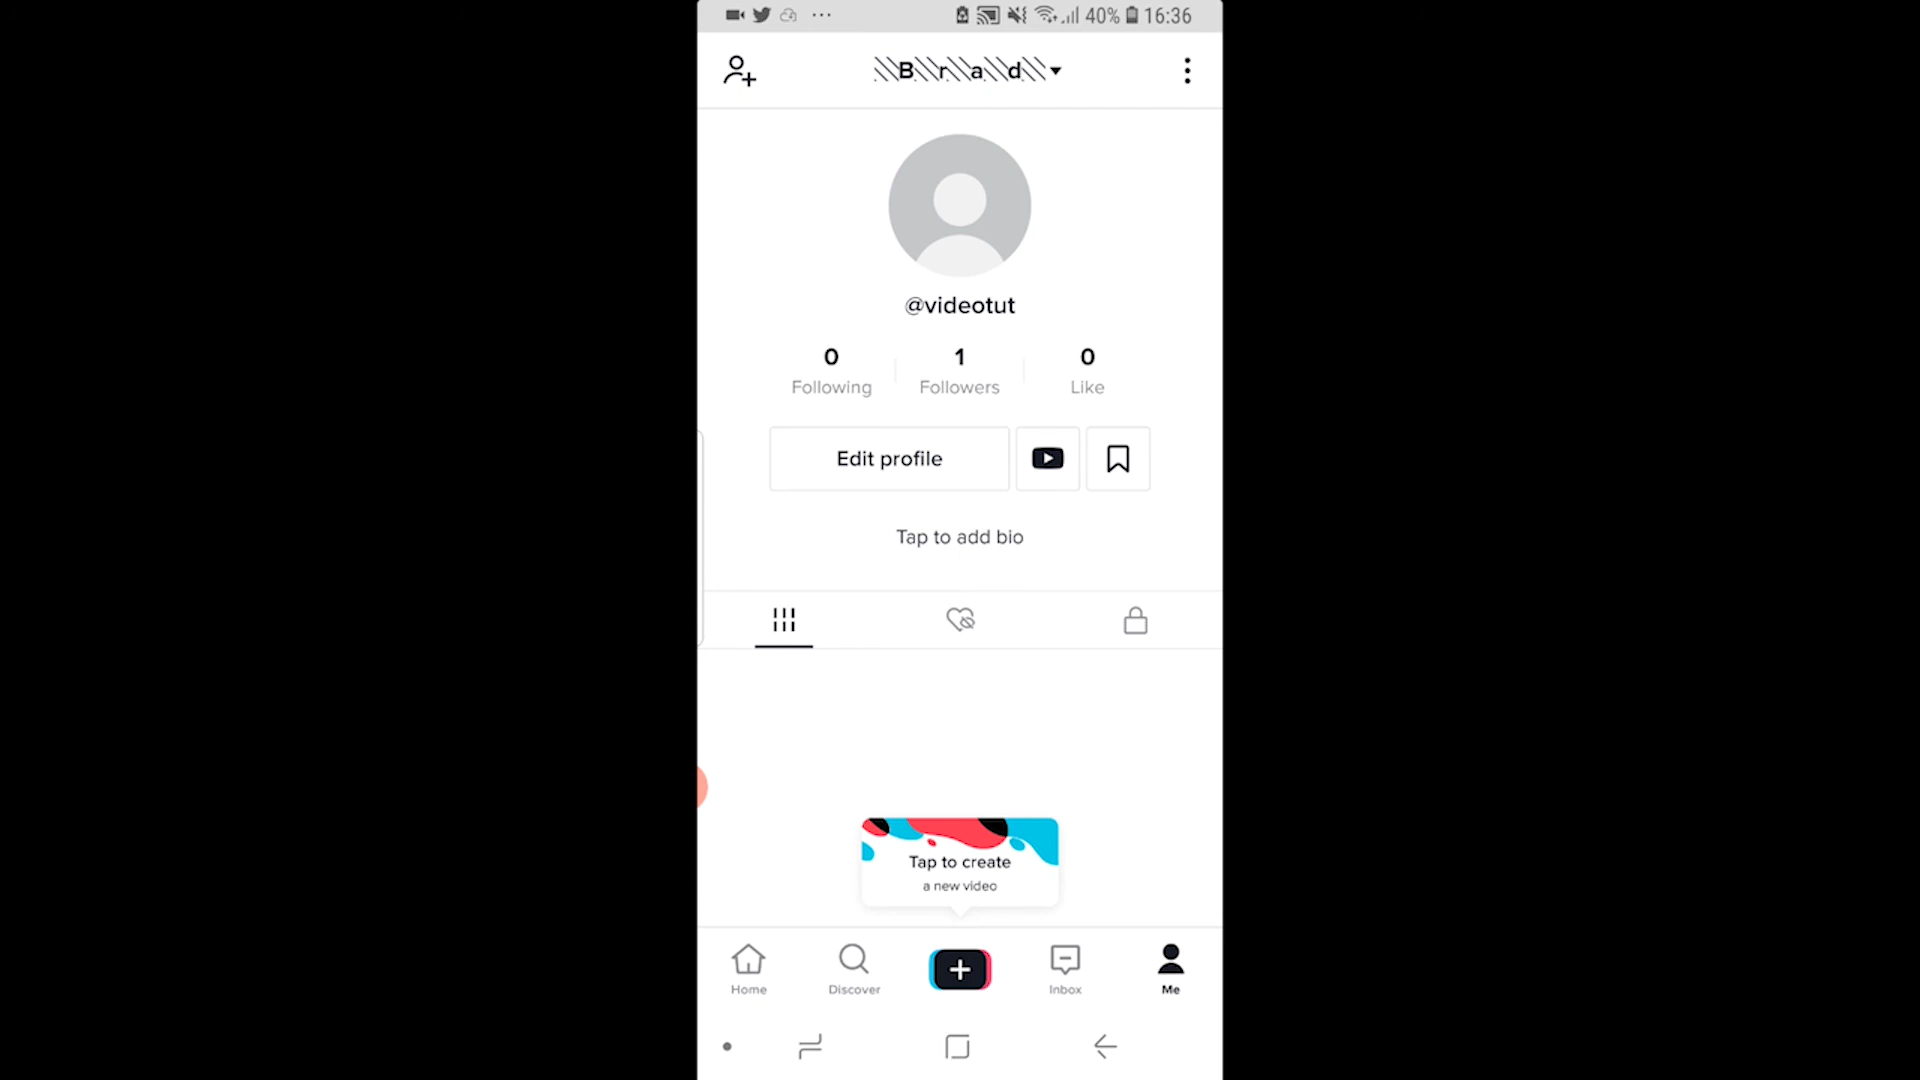 40% 16:36
Brad
@videotut
0 1 0
Following Followers Like
Edit profile
Tap to add bio
Tap to create
a new video
Home Discover Inbox Me